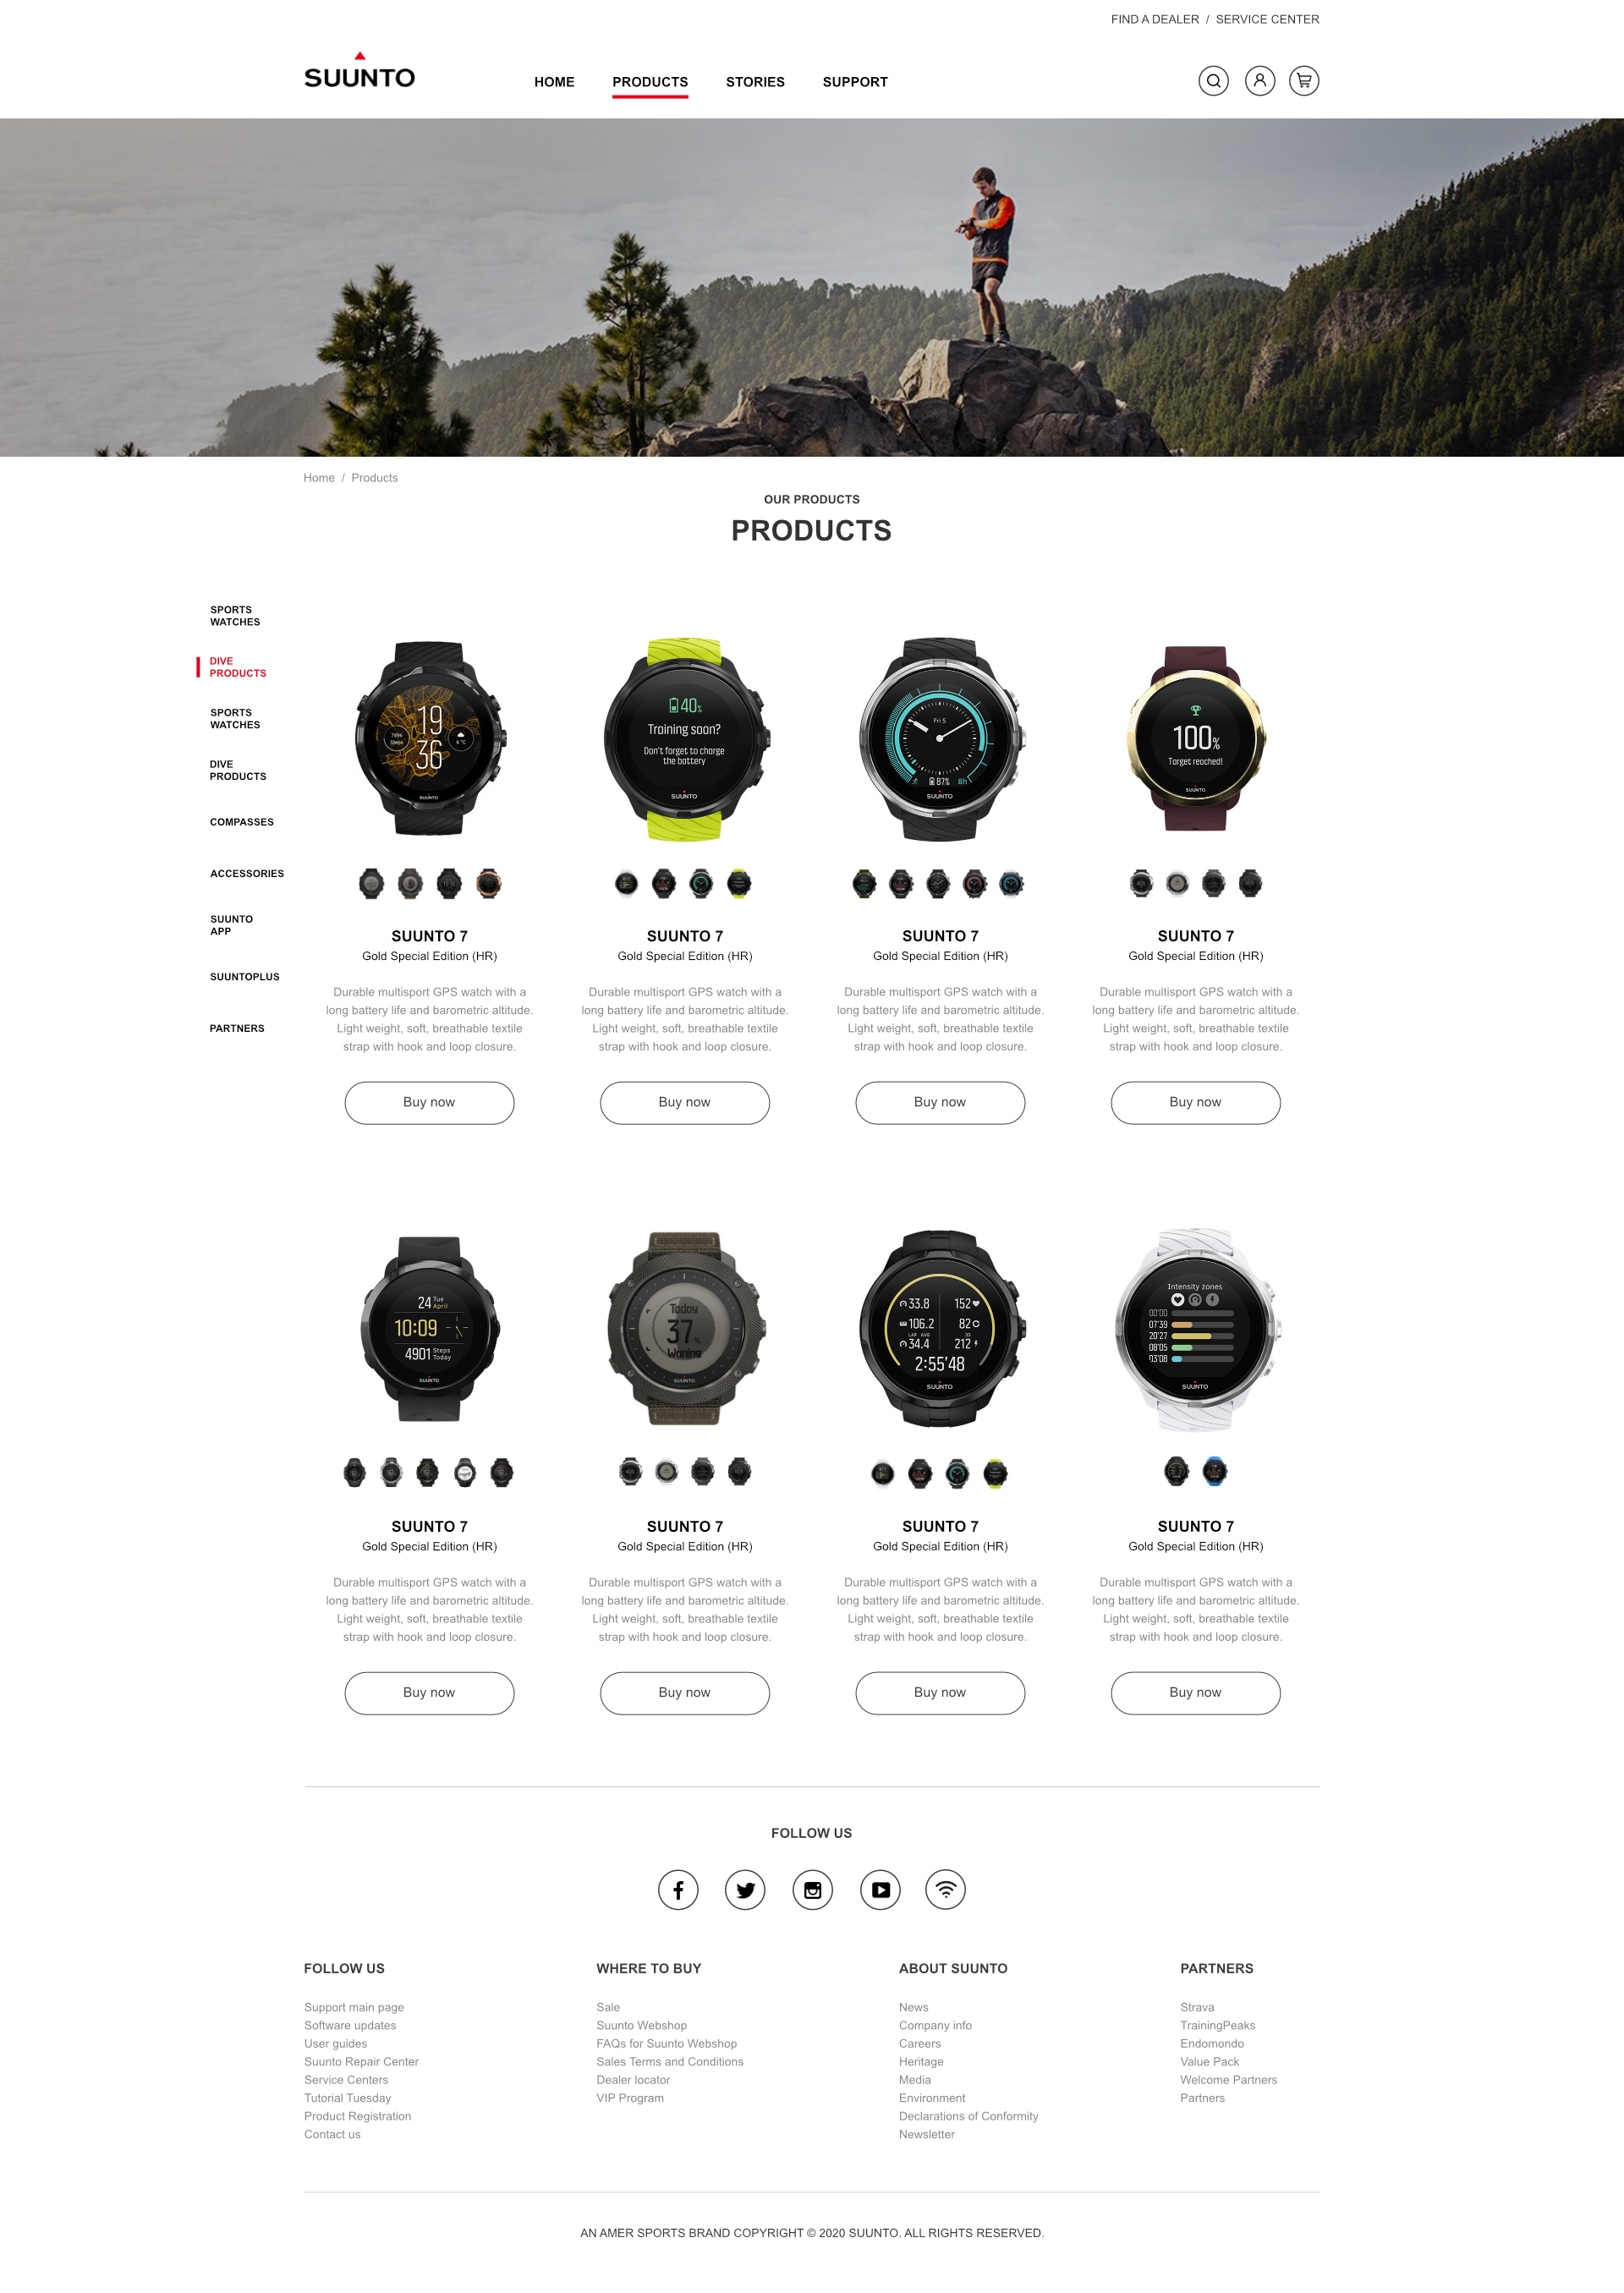 FIND A DEALER / SERVICE CENTER
SUUNTO
HOME PRODUCTS STORIES SUPPORT
Home / Products
OUR PRODUCTS
PRODUCTS
SPORTS
WATCHES
DIVE
PRODUCTS
SPORTS
WATCHES
DIVE
PRODUCTS
COMPASSES
ACCESSORIES
SUUNTO
APP
SUUNTOPLUS
PARTNERS
19
36
7896
Steps
6 °C
SUUNTO
40%
Training soon?
Don't forget to charge
the battery
SUUNTO
Fri 5
87% 8h
SUUNTO
100%
Target reached!
SUUNTO
SUUNTO 7
Gold Special Edition (HR)
Durable multisport GPS watch with a
long battery life and barometric altitude.
Light weight, soft, breathable textile
strap with hook and loop closure.
Buy now
SUUNTO 7
Gold Special Edition (HR)
Durable multisport GPS watch with a
long battery life and barometric altitude.
Light weight, soft, breathable textile
strap with hook and loop closure.
Buy now
SUUNTO 7
Gold Special Edition (HR)
Durable multisport GPS watch with a
long battery life and barometric altitude.
Light weight, soft, breathable textile
strap with hook and loop closure.
Buy now
SUUNTO 7
Gold Special Edition (HR)
Durable multisport GPS watch with a
long battery life and barometric altitude.
Light weight, soft, breathable textile
strap with hook and loop closure.
Buy now
24 Tue
April
10:09
4901 Steps
Today
SUUNTO
Today
37%
Waning
SUUNTO
33.8 152
106.2 82
LAP AVG 3S
34.4 212
2:55'48
SUUNTO
Intensity zones
00'00
07'39
20'27
08'05
03'08
SUUNTO
SUUNTO 7
Gold Special Edition (HR)
Durable multisport GPS watch with a
long battery life and barometric altitude.
Light weight, soft, breathable textile
strap with hook and loop closure.
Buy now
SUUNTO 7
Gold Special Edition (HR)
Durable multisport GPS watch with a
long battery life and barometric altitude.
Light weight, soft, breathable textile
strap with hook and loop closure.
Buy now
SUUNTO 7
Gold Special Edition (HR)
Durable multisport GPS watch with a
long battery life and barometric altitude.
Light weight, soft, breathable textile
strap with hook and loop closure.
Buy now
SUUNTO 7
Gold Special Edition (HR)
Durable multisport GPS watch with a
long battery life and barometric altitude.
Light weight, soft, breathable textile
strap with hook and loop closure.
Buy now
FOLLOW US
FOLLOW US
Support main page
Software updates
User guides
Suunto Repair Center
Service Centers
Tutorial Tuesday
Product Registration
Contact us
WHERE TO BUY
Sale
Suunto Webshop
FAQs for Suunto Webshop
Sales Terms and Conditions
Dealer locator
VIP Program
ABOUT SUUNTO
News
Company info
Careers
Heritage
Media
Environment
Declarations of Conformity
Newsletter
PARTNERS
Strava
TrainingPeaks
Endomondo
Value Pack
Welcome Partners
Partners
AN AMER SPORTS BRAND COPYRIGHT © 2020 SUUNTO. ALL RIGHTS RESERVED.